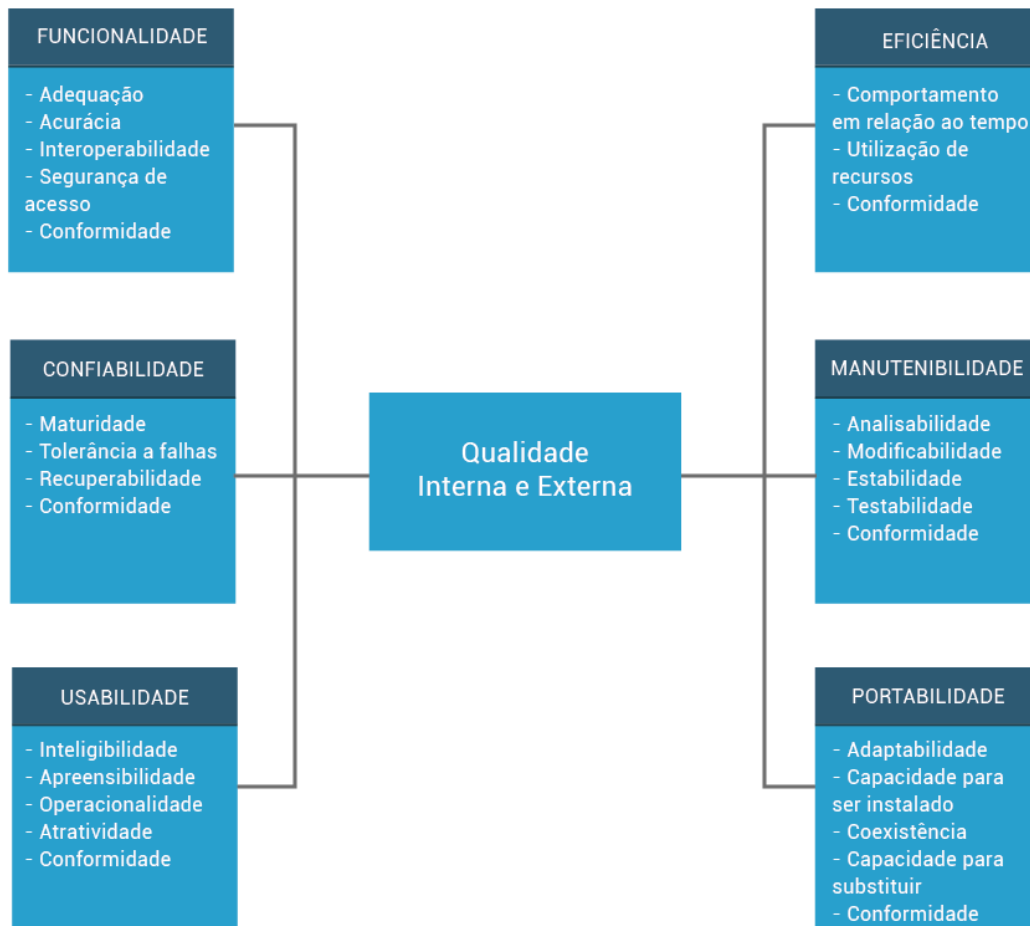 FUNCIONALIDADE
- Adequação
- Acurácia
- Interoperabilidade
- Segurança de
acesso
- Conformidade
CONFIABILIDADE
- Maturidade
- Tolerância a falhas
- Recuperabilidade
- Conformidade
USABILIDADE
- Inteligibilidade
- Apreensibilidade
- Operacionalidade
- Atratividade
- Conformidade
Qualidade
Interna e Externa
EFICIÊNCIA
- Comportamento
em relação ao tempo
- Utilização de
recursos
- Conformidade
MANUTENIBILIDADE
- Analisabilidade
- Modificabilidade
- Estabilidade
- Testabilidade
- Conformidade
PORTABILIDADE
- Adaptabilidade
- Capacidade para
ser instalado
- Coexistência
- Capacidade para
substituir
- Conformidade